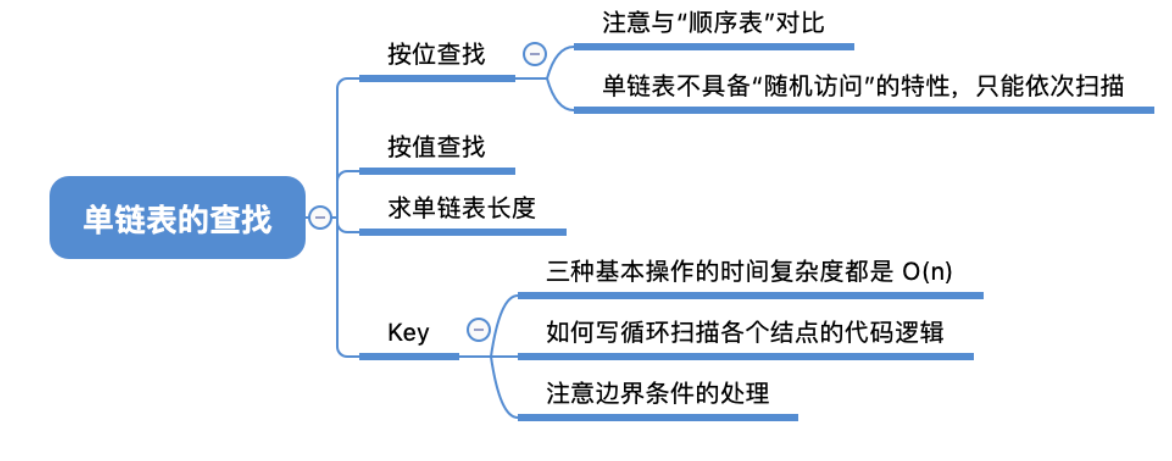 单链表的查找
按位查找
注意与“顺序表”对比
单链表不具备“随机访问”的特性，只能依次扫描
按值查找
求单链表长度
Key
三种基本操作的时间复杂度都是 O(n)
如何写循环扫描各个结点的代码逻辑
注意边界条件的处理